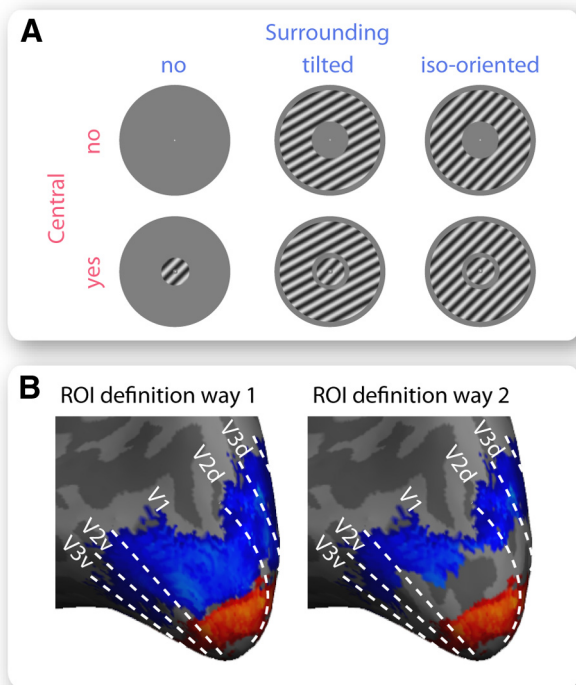 A
Surrounding
no tilted iso-oriented
Central
no
yes
B
ROI definition way 1 ROI definition way 2
V3d V3d
V2d V2d
V1 V1
V2v V2v
V3v V3v